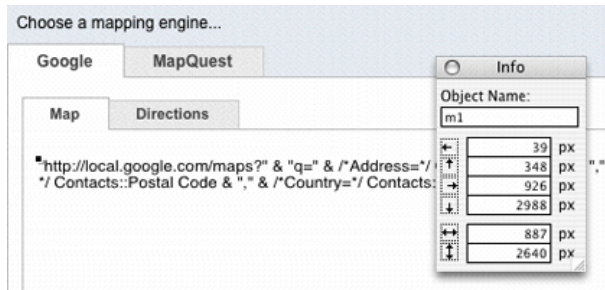 Choose a mapping engine...
Google MapQuest
Map Directions
"http://local.google.com/maps?" & "q=" & /*Address=*/ ","
*/ Contacts::Postal Code & "," & /*Country=*/ Contacts:
Info
Object Name:
m1
39 px
348 px
926 px
2988 px
887 px
2640 px